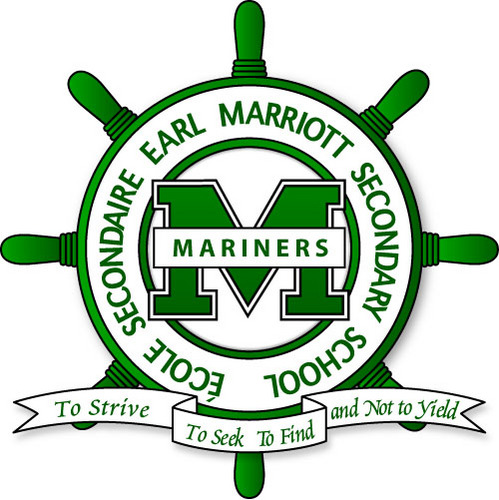 ÉCOLE SECONDAIRE EARL MARRIOTT SECONDARY SCHOOL
M
MARINERS
To Strive
To Seek To Find
and Not to Yield